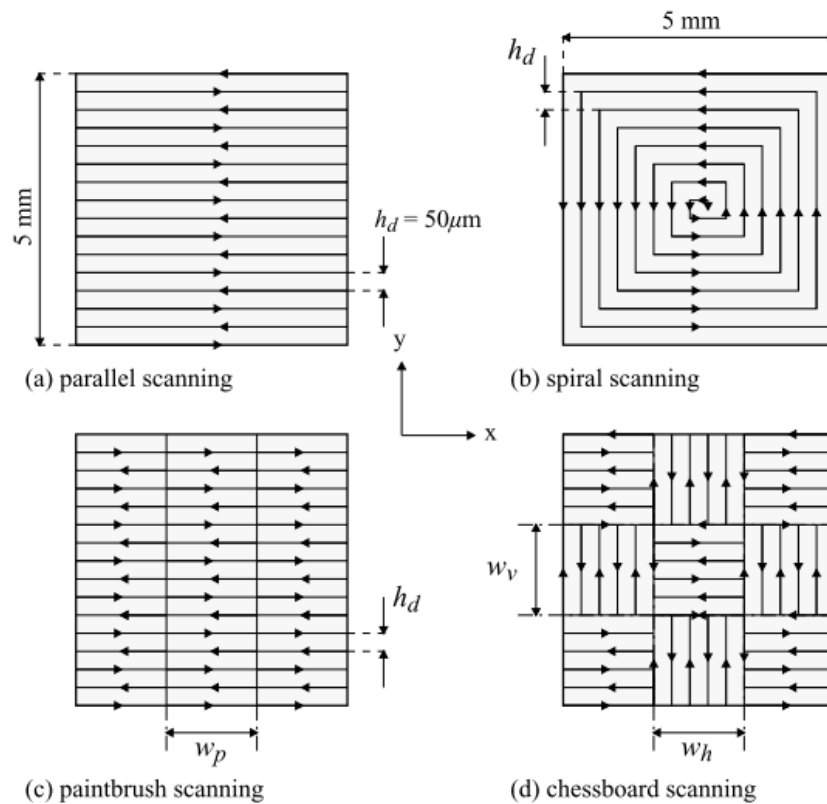 5 mm
h_d
5 mm
h_d = 50μm
y
x
(a) parallel scanning
(b) spiral scanning
h_d
w_v
w_p
w_h
(c) paintbrush scanning
(d) chessboard scanning